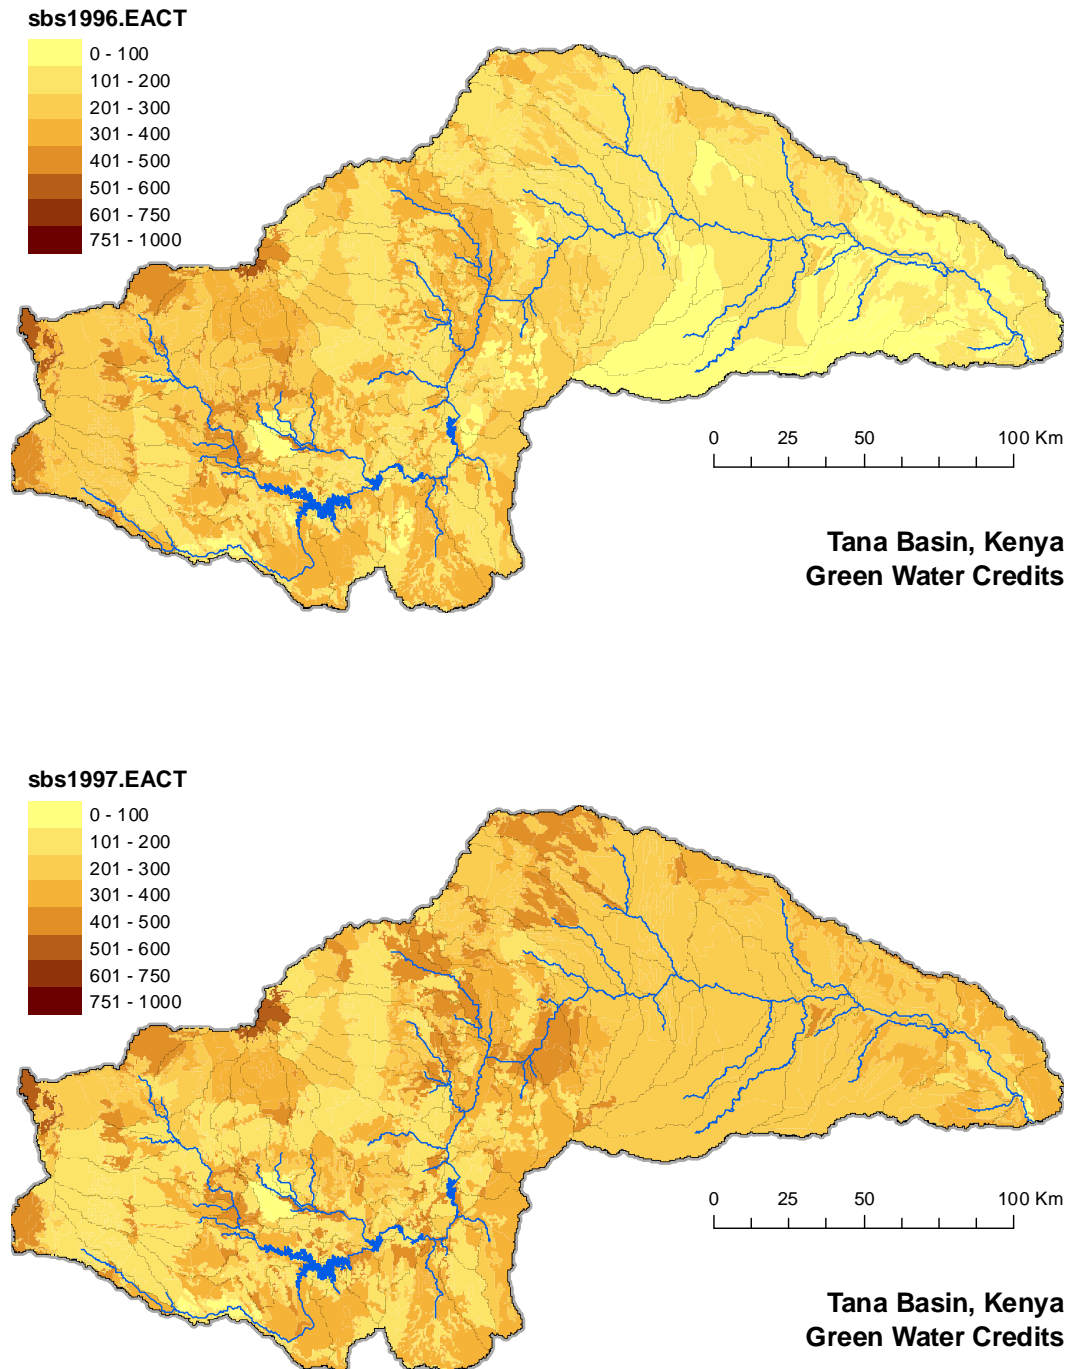 sbs1996.EACT
0 - 100
101 - 200
201 - 300
301 - 400
401 - 500
501 - 600
601 - 750
751 - 1000
0 25 50 100 Km
Tana Basin, Kenya
Green Water Credits
sbs1997.EACT
0 - 100
101 - 200
201 - 300
301 - 400
401 - 500
501 - 600
601 - 750
751 - 1000
0 25 50 100 Km
Tana Basin, Kenya
Green Water Credits